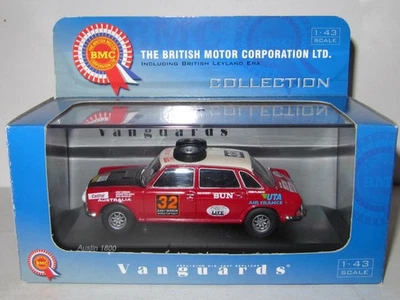 BMC
THE BRITISH MOTOR CORPORATION LTD.
INCLUDING BRITISH LEYLAND ERA
COLLECTION
1:43
SCALE
Vanguards
Castrol
AUSTRALIA
32
SUN
UTA
AIR FRANCE
Austin 1800
Vanguards
1:43
SCALE